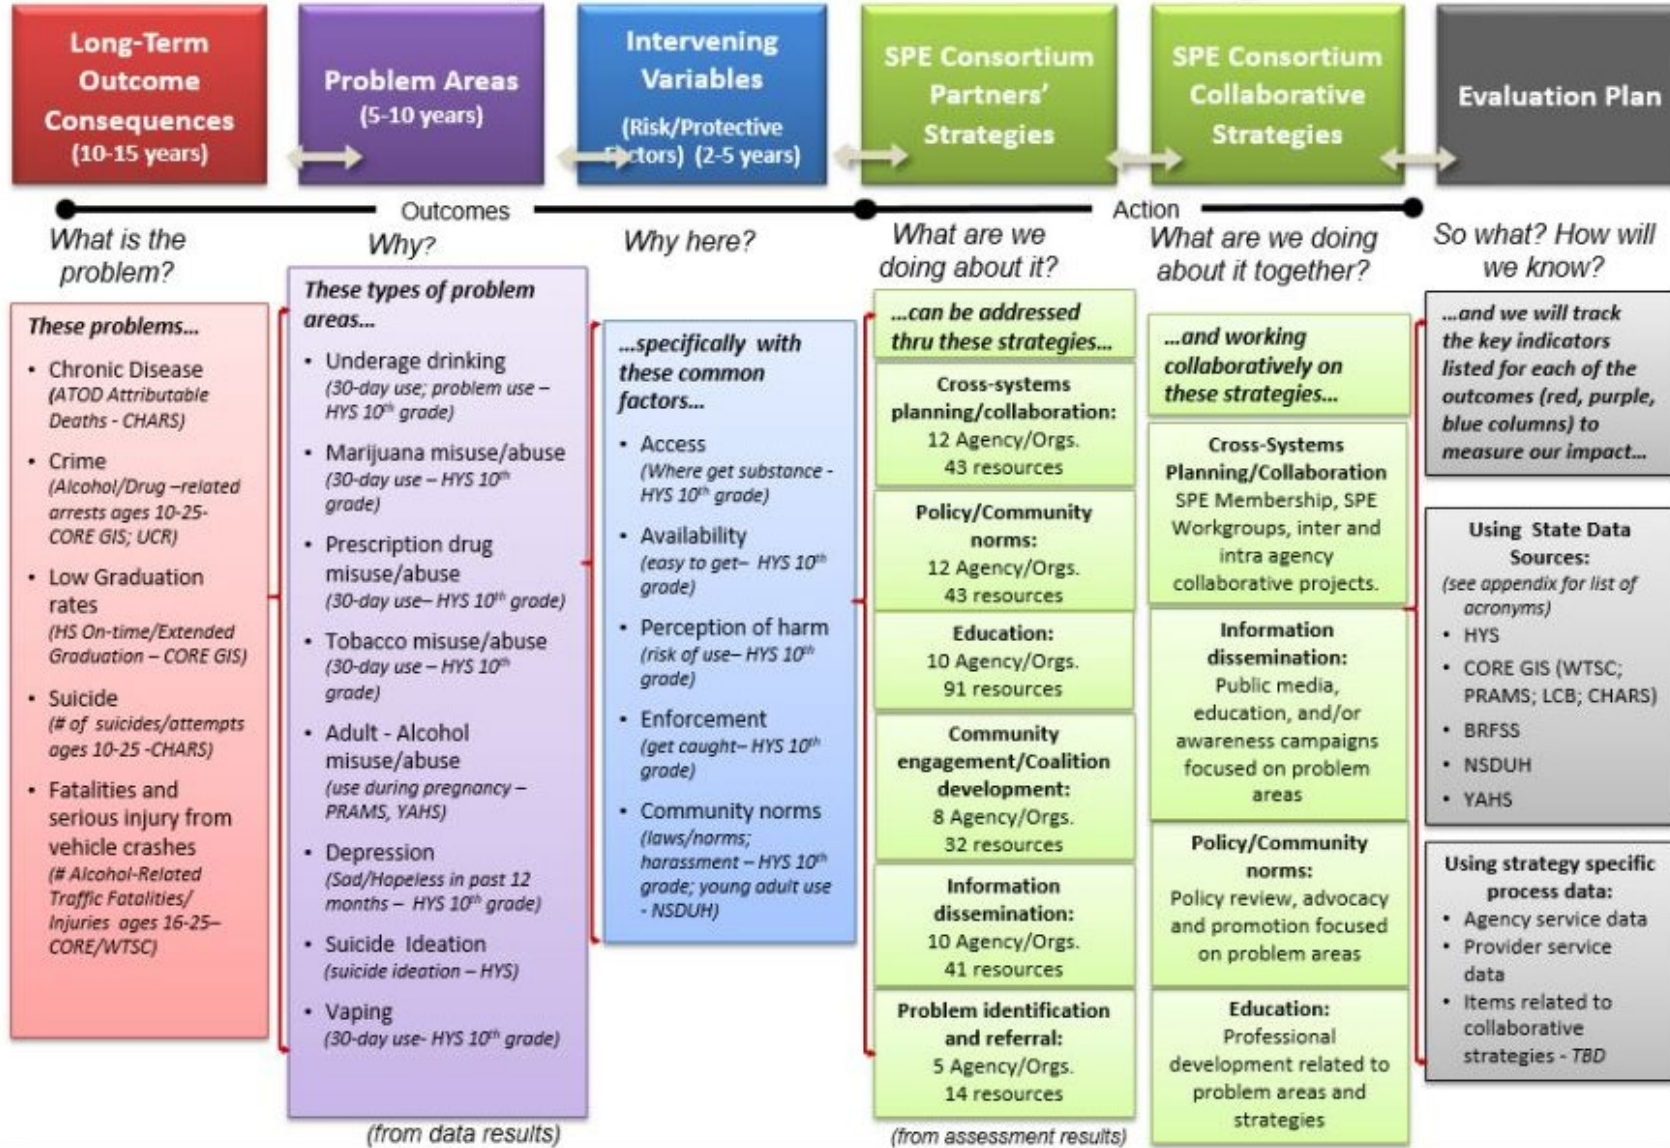 Long-Term
Outcome
Consequences
(10-15 years)
Problem Areas
(5-10 years)
Intervening
Variables
(Risk/Protective
Factors) (2-5 years)
SPE Consortium
Partners’
Strategies
SPE Consortium
Collaborative
Strategies
Evaluation Plan
Outcomes
Action
What is the
problem?
Why?
Why here?
What are we
doing about it?
What are we doing
about it together?
So what? How will
we know?
These problems...
• Chronic Disease
(ATOD Attributable
Deaths - CHARS)
• Crime
(Alcohol/Drug –related
arrests ages 10-25-
CORE GIS; UCR)
• Low Graduation
rates
(HS On-time/Extended
Graduation – CORE GIS)
• Suicide
(# of suicides/attempts
ages 10-25 -CHARS)
• Fatalities and
serious injury from
vehicle crashes
(# Alcohol-Related
Traffic Fatalities/
Injuries ages 16-25–
CORE/WTSC)
These types of problem
areas...
• Underage drinking
(30-day use; problem use –
HYS 10th grade)
• Marijuana misuse/abuse
(30-day use – HYS 10th
grade)
• Prescription drug
misuse/abuse
(30-day use– HYS 10th grade)
• Tobacco misuse/abuse
(30-day use – HYS 10th
grade)
• Adult - Alcohol
misuse/abuse
(use during pregnancy –
PRAMS, YAHS)
• Depression
(Sad/Hopeless in past 12
months – HYS 10th grade)
• Suicide Ideation
(suicide ideation – HYS)
• Vaping
(30-day use- HYS 10th grade)
(from data results)
...specifically with
these common
factors...
• Access
(Where get substance -
HYS 10th grade)
• Availability
(easy to get– HYS 10th
grade)
• Perception of harm
(risk of use– HYS 10th
grade)
• Enforcement
(get caught– HYS 10th
grade)
• Community norms
(laws/norms;
harassment – HYS 10th
grade; young adult use
- NSDUH)
...can be addressed
thru these strategies...
Cross-systems
planning/collaboration:
12 Agency/Orgs.
43 resources
Policy/Community
norms:
12 Agency/Orgs.
43 resources
Education:
10 Agency/Orgs.
91 resources
Community
engagement/Coalition
development:
8 Agency/Orgs.
32 resources
Information
dissemination:
10 Agency/Orgs.
41 resources
Problem identification
and referral:
5 Agency/Orgs.
14 resources
(from assessment results)
...and working
collaboratively on
these strategies...
Cross-Systems
Planning/Collaboration
SPE Membership, SPE
Workgroups, inter and
intra agency
collaborative projects.
Information
dissemination:
Public media,
education, and/or
awareness campaigns
focused on problem
areas
Policy/Community
norms:
Policy review, advocacy
and promotion focused
on problem areas
Education:
Professional
development related to
problem areas and
strategies
...and we will track
the key indicators
listed for each of the
outcomes (red, purple,
blue columns) to
measure our impact...
Using State Data
Sources:
(see appendix for list of
acronyms)
• HYS
• CORE GIS (WTSC;
PRAMS; LCB; CHARS)
• BRFSS
• NSDUH
• YAHS
Using strategy specific
process data:
• Agency service data
• Provider service
data
• Items related to
collaborative
strategies - TBD